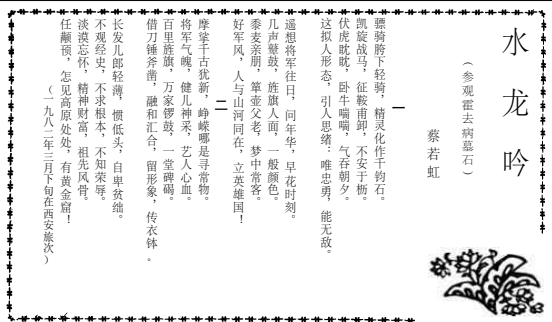 水龙吟
（参观霍去病墓石）
蔡若虹
一
骠骑胯下轻骑，精灵化作千钧石。
凯旋战马，征鞍甫卸，不安于枥。
伏虎眈眈，卧牛喘喘，气吞朝夕。
这拟人形态，引人思绪：唯忠勇，能无敌。
遥想将军往日，问年华，早花时刻。
几声鼙鼓，旌旗人面，一般颜色。
黍麦亲朋，箪壶父老，梦中常客。
好军风，人与山河同在，立英雄国！
二
摩挲千古犹新，峥嵘哪是寻常物。
将军气魄，健儿神采，艺人心血。
百里旌旗，万家锣鼓，一堂碑碣。
借刀锤斧凿，融和汇合，留形象，传衣钵。
长发儿郎轻薄，惯低头，自卑贫绌。
不观经史，不求根本，不知荣辱。
淡漠忘怀，精神财富，祖先风骨。
任颟顸，怎见高原处处，有黄金窟！
（一九八二年三月下旬在西安旅次）